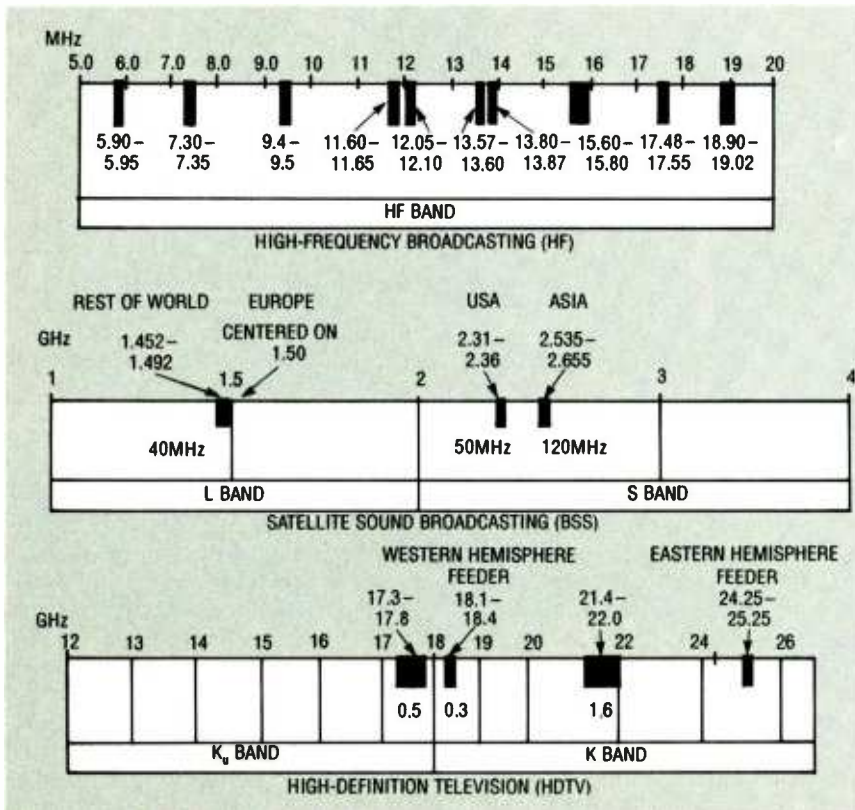 MHz
5.0 6.0 7.0 8.0 9.0 10 11 12 13 14 15 16 17 18 19 20
5.90– 7.30– 9.4– 11.60– 12.05– 13.57– 13.80– 15.60– 17.48– 18.90–
5.95 7.35 9.5 11.65 12.10 13.60 13.87 15.80 17.55 19.02
HF BAND
HIGH-FREQUENCY BROADCASTING (HF)
REST OF WORLD EUROPE USA ASIA
GHz 1.452– CENTERED ON 2.31– 2.535–
1.492 1.50 2.36 2.655
1 1.5 2 3 4
40MHz 50MHz 120MHz
L BAND S BAND
SATELLITE SOUND BROADCASTING (BSS)
WESTERN HEMISPHERE EASTERN HEMISPHERE
FEEDER FEEDER
17.3– 18.1– 21.4– 24.25–
GHz 17.8 18.4 22.0 25.25
12 13 14 15 16 17 18 19 20 22 24 26
0.5 0.3 1.6
Ku BAND K BAND
HIGH-DEFINITION TELEVISION (HDTV)